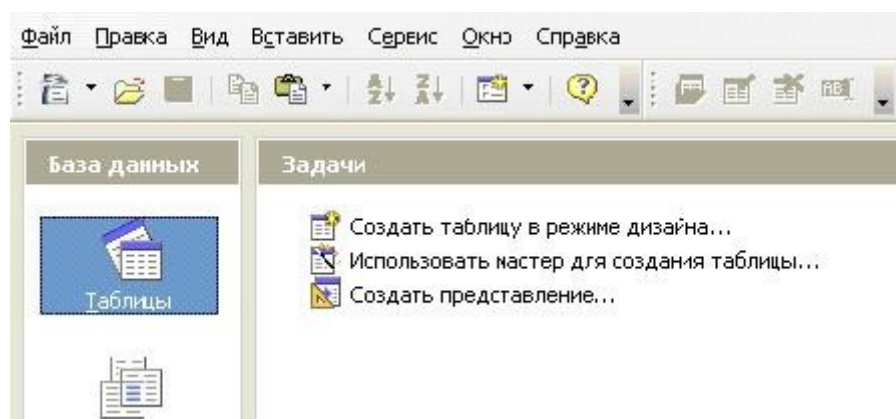 Файл Правка Вид Вставить Сервис Окно Справка
База данных
Задачи
Создать таблицу в режиме дизайна...
Использовать мастер для создания таблицы...
Создать представление...
Таблицы